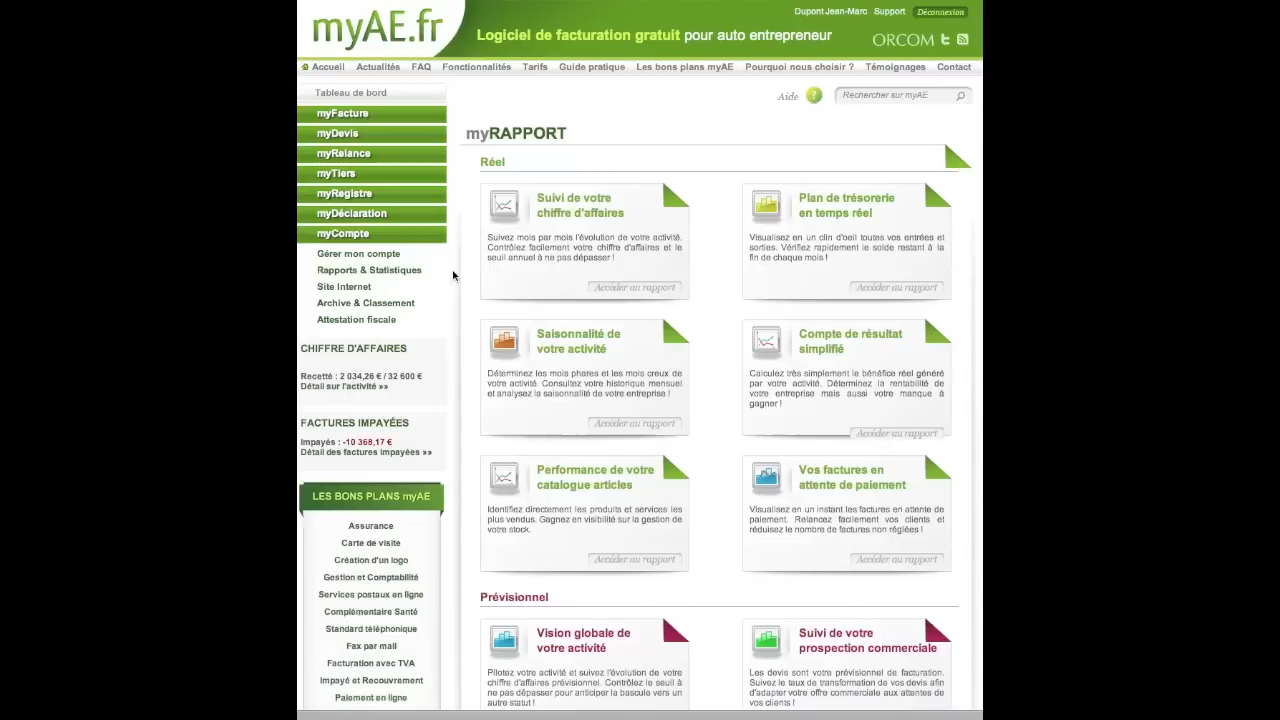 myAE.fr
Dupont Jean-Marc Support Déconnexion
Logiciel de facturation gratuit pour auto entrepreneur
ORCOM
Accueil Actualités FAQ Fonctionnalités Tarifs Guide pratique Les bons plans myAE Pourquoi nous choisir ? Témoignages Contact
Tableau de bord
myFacture
myDevis
myRelance
myTiers
myRegistre
myDéclaration
myCompte
Gérer mon compte
Rapports & Statistiques
Site Internet
Archive & Classement
Attestation fiscale
CHIFFRE D'AFFAIRES
Recette : 2 034,26 € / 32 600 €
Détail sur l'activité »»
FACTURES IMPAYÉES
Impayés : -10 368,17 €
Détail des factures impayées »»
LES BONS PLANS myAE
Assurance
Carte de visite
Création d'un logo
Gestion et Comptabilité
Services postaux en ligne
Complémentaire Santé
Standard téléphonique
Fax par mail
Facturation avec TVA
Impayé et Recouvrement
Paiement en ligne
Aide ? Rechercher sur myAE
myRAPPORT
Réel
Suivi de votre
chiffre d'affaires
Suivez mois par mois l'évolution de votre activité.
Contrôlez facilement votre chiffre d'affaires et le
seuil annuel à ne pas dépasser !
Accéder au rapport
Plan de trésorerie
en temps réel
Visualisez en un clin d'oeil toutes vos entrées et
sorties. Vérifiez rapidement le solde restant à la
fin de chaque mois !
Accéder au rapport
Saisonnalité de
votre activité
Déterminez les mois phares et les mois creux de
votre activité. Consultez votre historique mensuel
et analysez la saisonnalité de votre entreprise !
Accéder au rapport
Compte de résultat
simplifié
Calculez très simplement le bénéfice réel généré
par votre activité. Déterminez la rentabilité de
votre entreprise mais aussi votre manque à
gagner !
Accéder au rapport
Performance de votre
catalogue articles
Identifiez directement les produits et services les
plus vendus. Gagnez en visibilité sur la gestion de
votre stock.
Accéder au rapport
Vos factures en
attente de paiement
Visualisez en un instant les factures en attente de
paiement. Relancez facilement vos clients et
réduisez le nombre de factures non réglées !
Accéder au rapport
Prévisionnel
Vision globale de
votre activité
Pilotez votre activité et suivez l'évolution de votre
chiffre d'affaires prévisionnel. Contrôlez le seuil à
ne pas dépasser pour anticiper la bascule vers un
autre statut !
Suivi de votre
prospection commerciale
Les devis sont votre prévisionnel de facturation.
Suivez le taux de transformation de vos devis afin
d'adapter votre offre commerciale aux attentes de
vos clients !